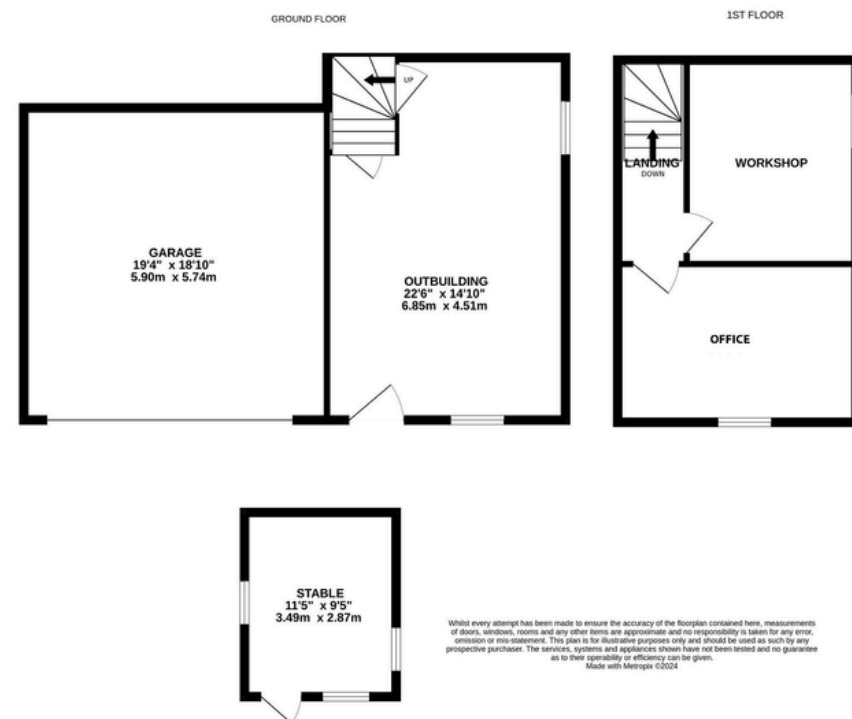 GROUND FLOOR
1ST FLOOR
UP
GARAGE
19'4" x 18'10"
5.90m x 5.74m
OUTBUILDING
22'6" x 14'10"
6.85m x 4.51m
LANDING
DOWN
WORKSHOP
OFFICE
STABLE
11'5" x 9'5"
3.49m x 2.87m
Whilst every attempt has been made to ensure the accuracy of the floorplan contained here, measurements
of doors, windows, rooms and any other items are approximate and no responsibility is taken for any error,
omission or mis-statement. This plan is for illustrative purposes only and should be used as such by any
prospective purchaser. The services, systems and appliances shown have not been tested and no guarantee
as to their operability or efficiency can be given.
Made with Metropix ©2024